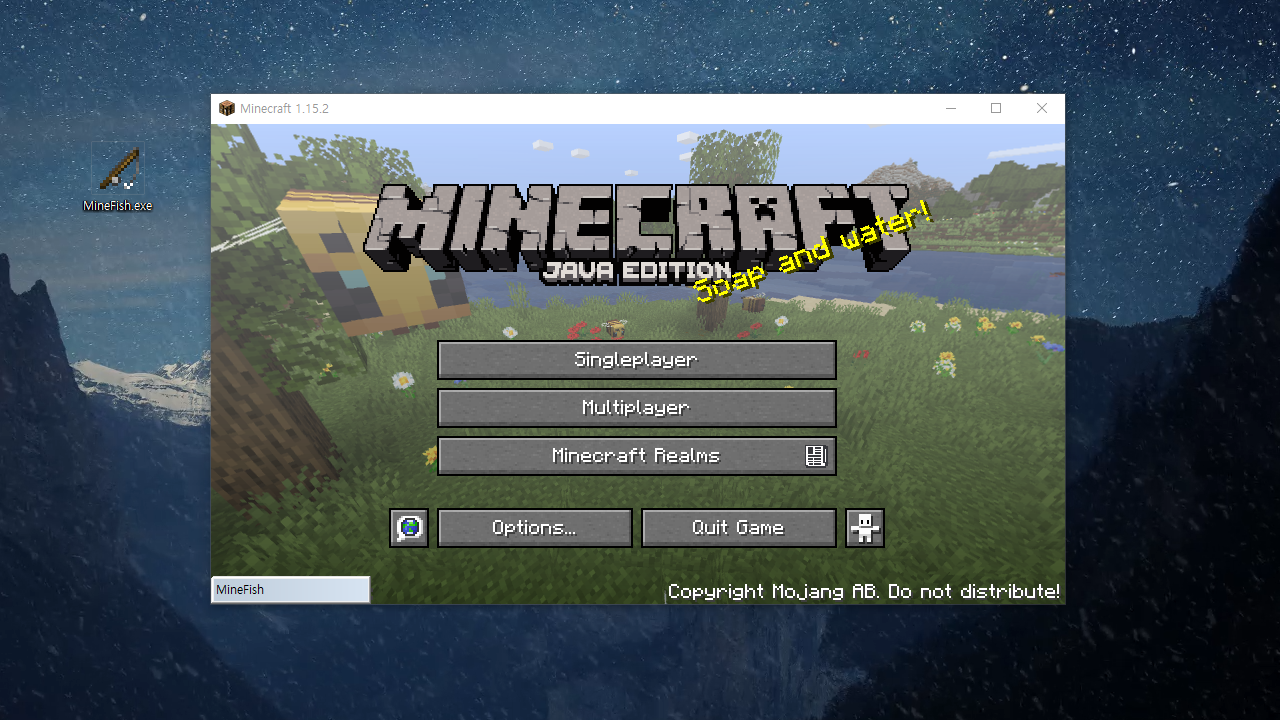 Minecraft 1.15.2
MineFish.exe
MINECRAFT
JAVA EDITION
Soap and water!
Singleplayer
Multiplayer
Minecraft Realms
Options...
Quit Game
MineFish
Copyright Mojang AB. Do not distribute!